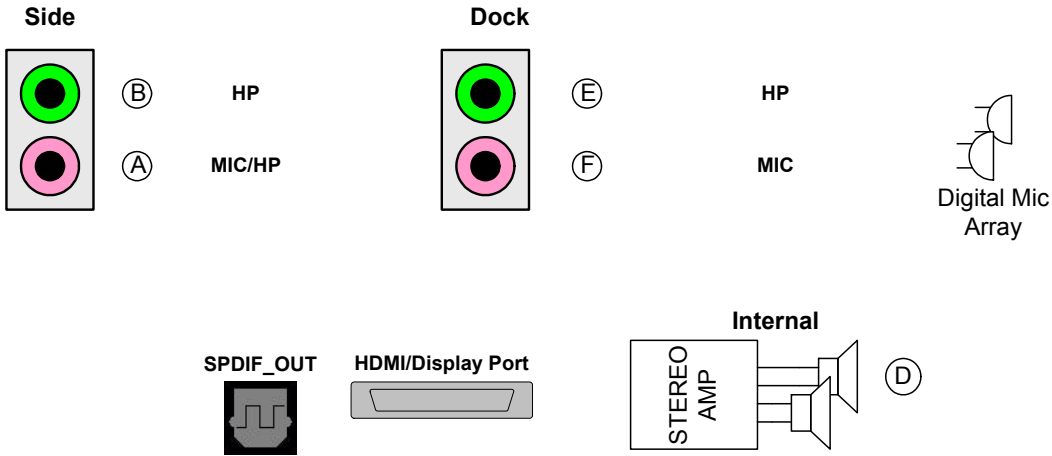 Side
Dock
B
HP
E
HP
A
MIC/HP
F
MIC
Digital Mic
Array
Internal
SPDIF_OUT
HDMI/Display Port
STEREO
AMP
D